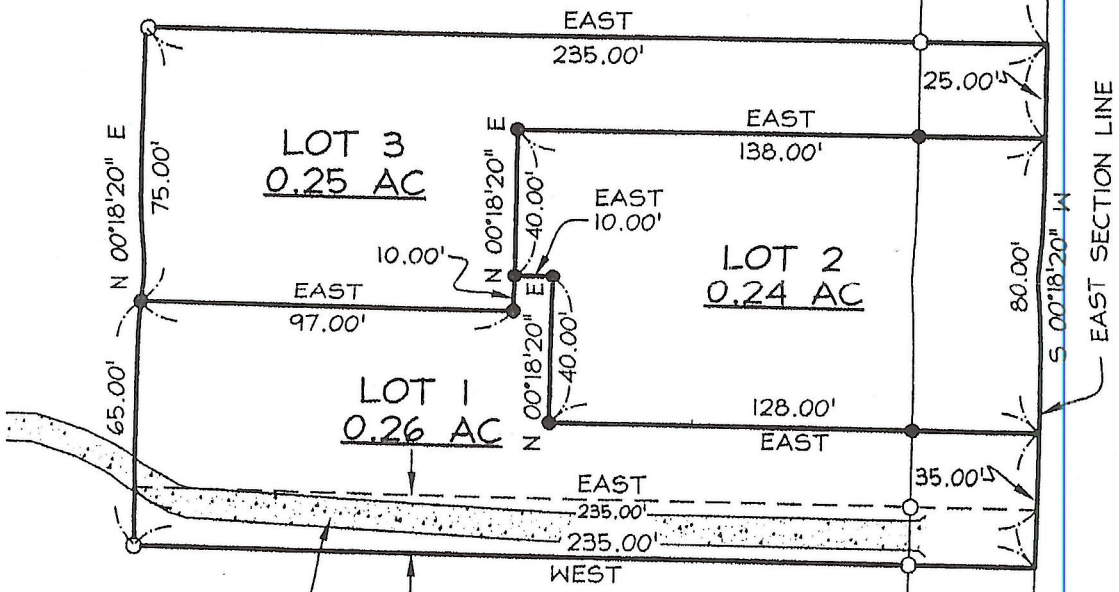 EAST
235.00'
25.00'
N 00°18'20" E
75.00'
LOT 3
0.25 AC
EAST
138.00'
N 00°18'20" E
40.00'
EAST
10.00'
10.00'
LOT 2
0.24 AC
80.00'
S 00°18'20" W
EAST SECTION LINE
EAST
97.00'
N 00°18'20" E
40.00'
65.00'
LOT 1
0.26 AC
128.00'
EAST
35.00'
EAST
235.00'
235.00'
WEST